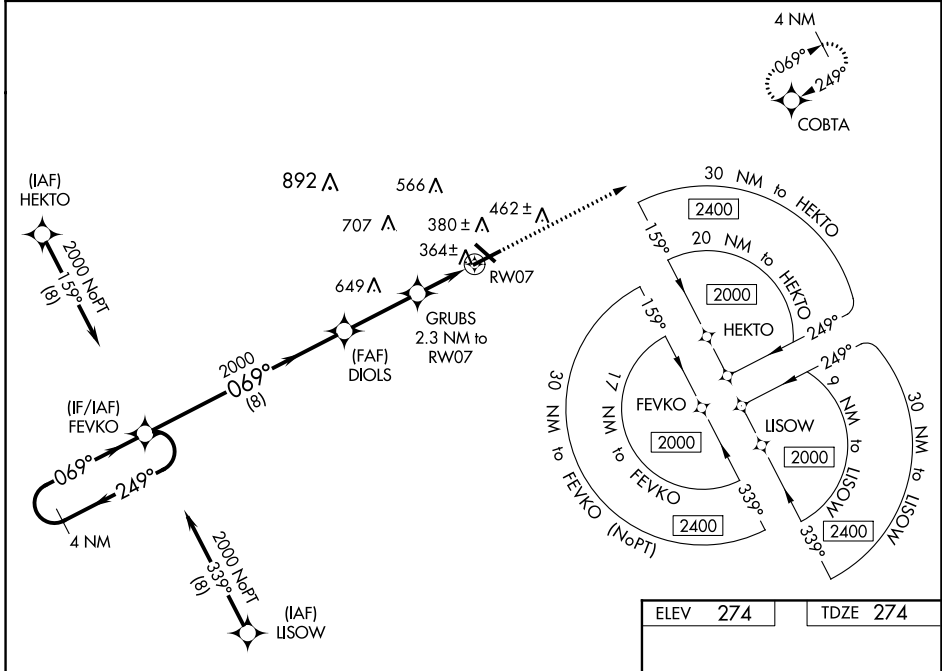 4 NM
069°
249°
COBTA
(IAF)
HEKTO
2000 NoPT
159°
(8)
892
566
707
380 ±
462 ±
364±
649
RW07
GRUBS
2.3 NM to
RW07
(FAF)
DIOLS
2000
069°
(8)
(IF/IAF)
FEVKO
069°
249°
4 NM
2000 NoPT
339°
(8)
(IAF)
LISOW
30 NM to HEKTO
2400
159°
20 NM to HEKTO
2000
HEKTO
249°
159°
30 NM to FEVKO (NoPT)
17 NM to FEVKO
FEVKO
2000
2400
339°
249°
LISOW
9 NM to LISOW
2000
30 NM to LISOW
2400
339°
ELEV 274
TDZE 274